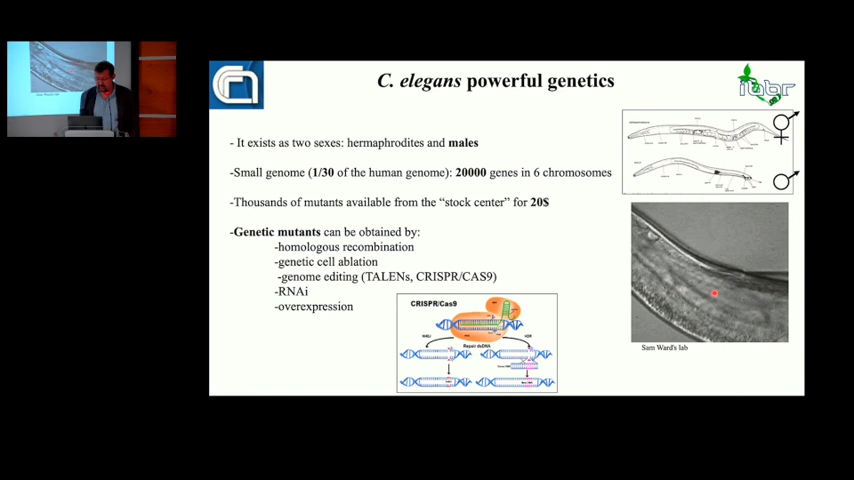 C. elegans powerful genetics
ibbr
- It exists as two sexes: hermaphrodites and males
-Small genome (1/30 of the human genome): 20000 genes in 6 chromosomes
-Thousands of mutants available from the “stock center” for 20$
-Genetic mutants can be obtained by:
-homologous recombination
-genetic cell ablation
-genome editing (TALENs, CRISPR/CAS9)
-RNAi
-overexpression
CRISPR/Cas9
NHEJ
HDR
Repair dsDNA
Sam Ward's lab